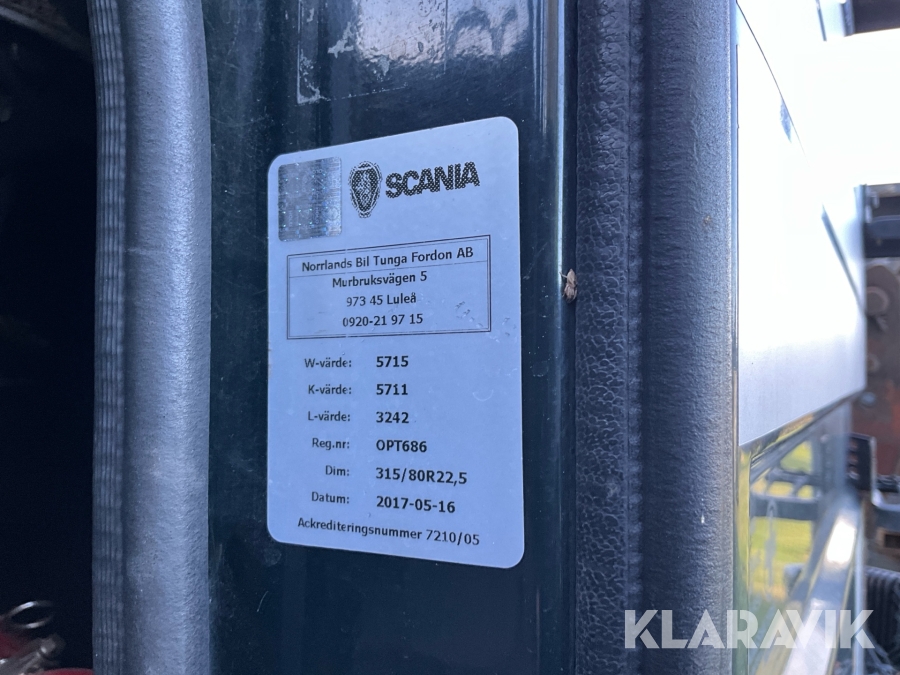 SCANIA
Norrlands Bil Tunga Fordon AB
Murbruksvägen 5
973 45 Luleå
0920-21 97 15
W-värde: 5715
K-värde: 5711
L-värde: 3242
Reg.nr: OPT686
Dim: 315/80R22,5
Datum: 2017-05-16
Ackrediteringsnummer 7210/05
KLARAVIK